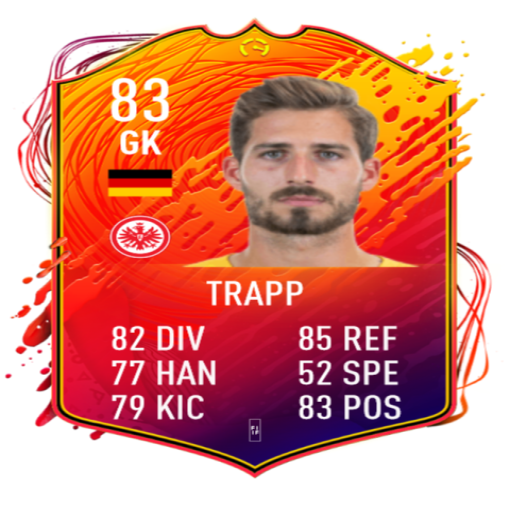 83
GK
TRAPP
82 DIV 85 REF
77 HAN 52 SPE
79 KIC 83 POS